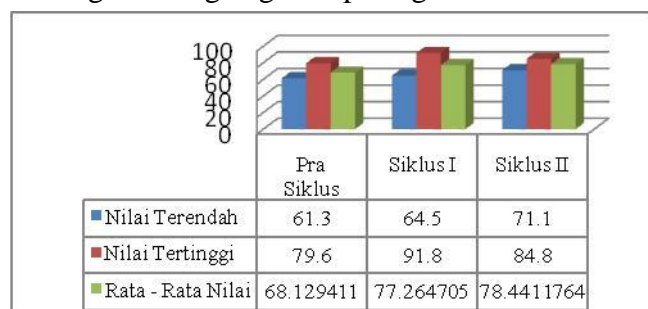 100
80
60
40
20
0
Pra Siklus I Siklus II
Siklus
Nilai Terendah 61.3 64.5 71.1
Nilai Tertinggi 79.6 91.8 84.8
Rata - Rata Nilai 68.129411 77.264705 78.4411764